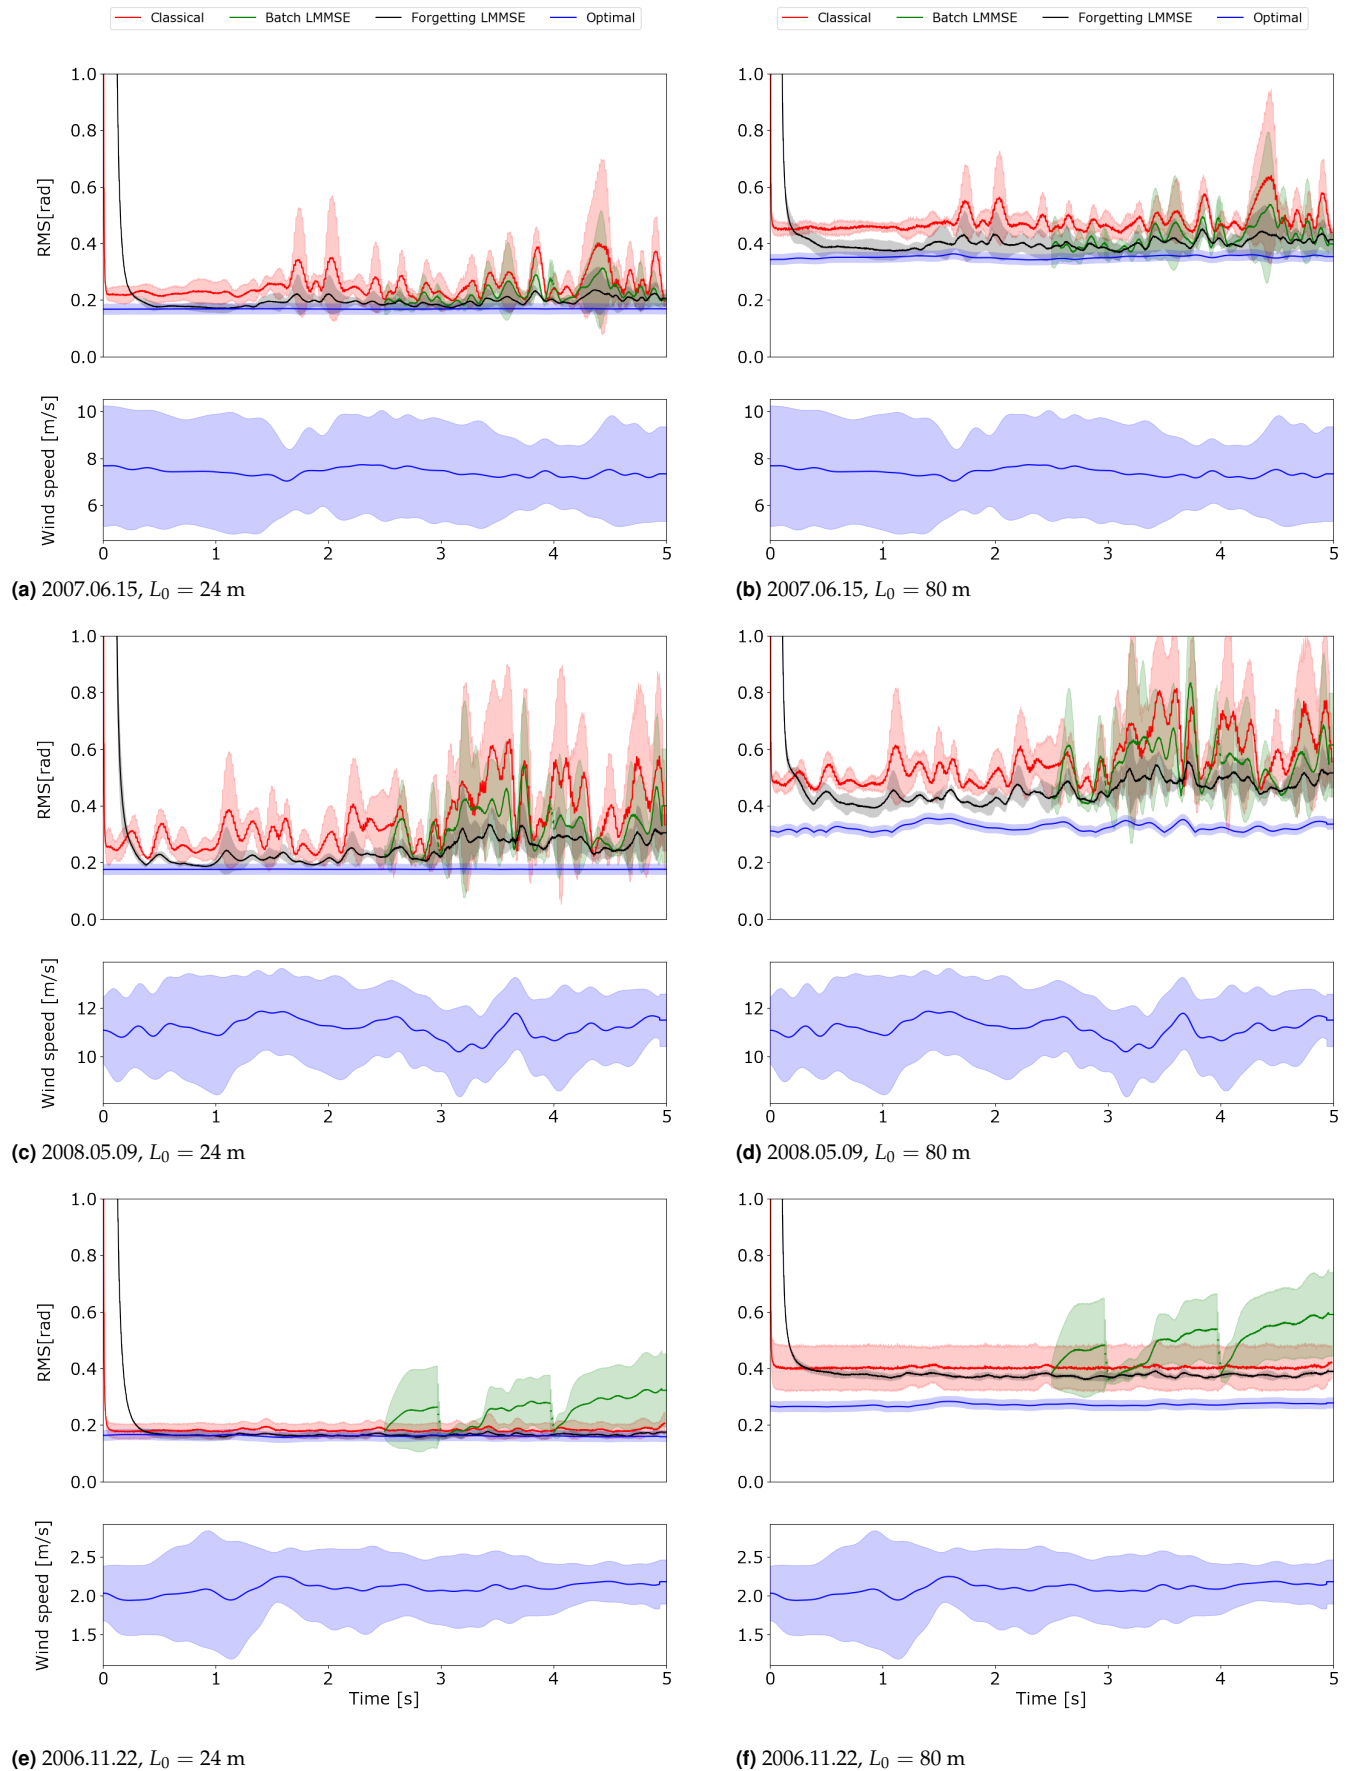 Classical Batch LMMSE Forgetting LMMSE Optimal
Classical Batch LMMSE Forgetting LMMSE Optimal
RMS[rad]
1.0
0.8
0.6
0.4
0.2
0.0
1.0
0.8
0.6
0.4
0.2
0.0
Wind speed [m/s]
10
8
6
0 1 2 3 4 5
10
8
6
0 1 2 3 4 5
(a) 2007.06.15, L₀ = 24 m
(b) 2007.06.15, L₀ = 80 m
RMS[rad]
1.0
0.8
0.6
0.4
0.2
0.0
1.0
0.8
0.6
0.4
0.2
0.0
Wind speed [m/s]
12
10
0 1 2 3 4 5
12
10
0 1 2 3 4 5
(c) 2008.05.09, L₀ = 24 m
(d) 2008.05.09, L₀ = 80 m
RMS[rad]
1.0
0.8
0.6
0.4
0.2
0.0
1.0
0.8
0.6
0.4
0.2
0.0
Wind speed [m/s]
2.5
2.0
1.5
0 1 2 3 4 5
Time [s]
2.5
2.0
1.5
0 1 2 3 4 5
Time [s]
(e) 2006.11.22, L₀ = 24 m
(f) 2006.11.22, L₀ = 80 m